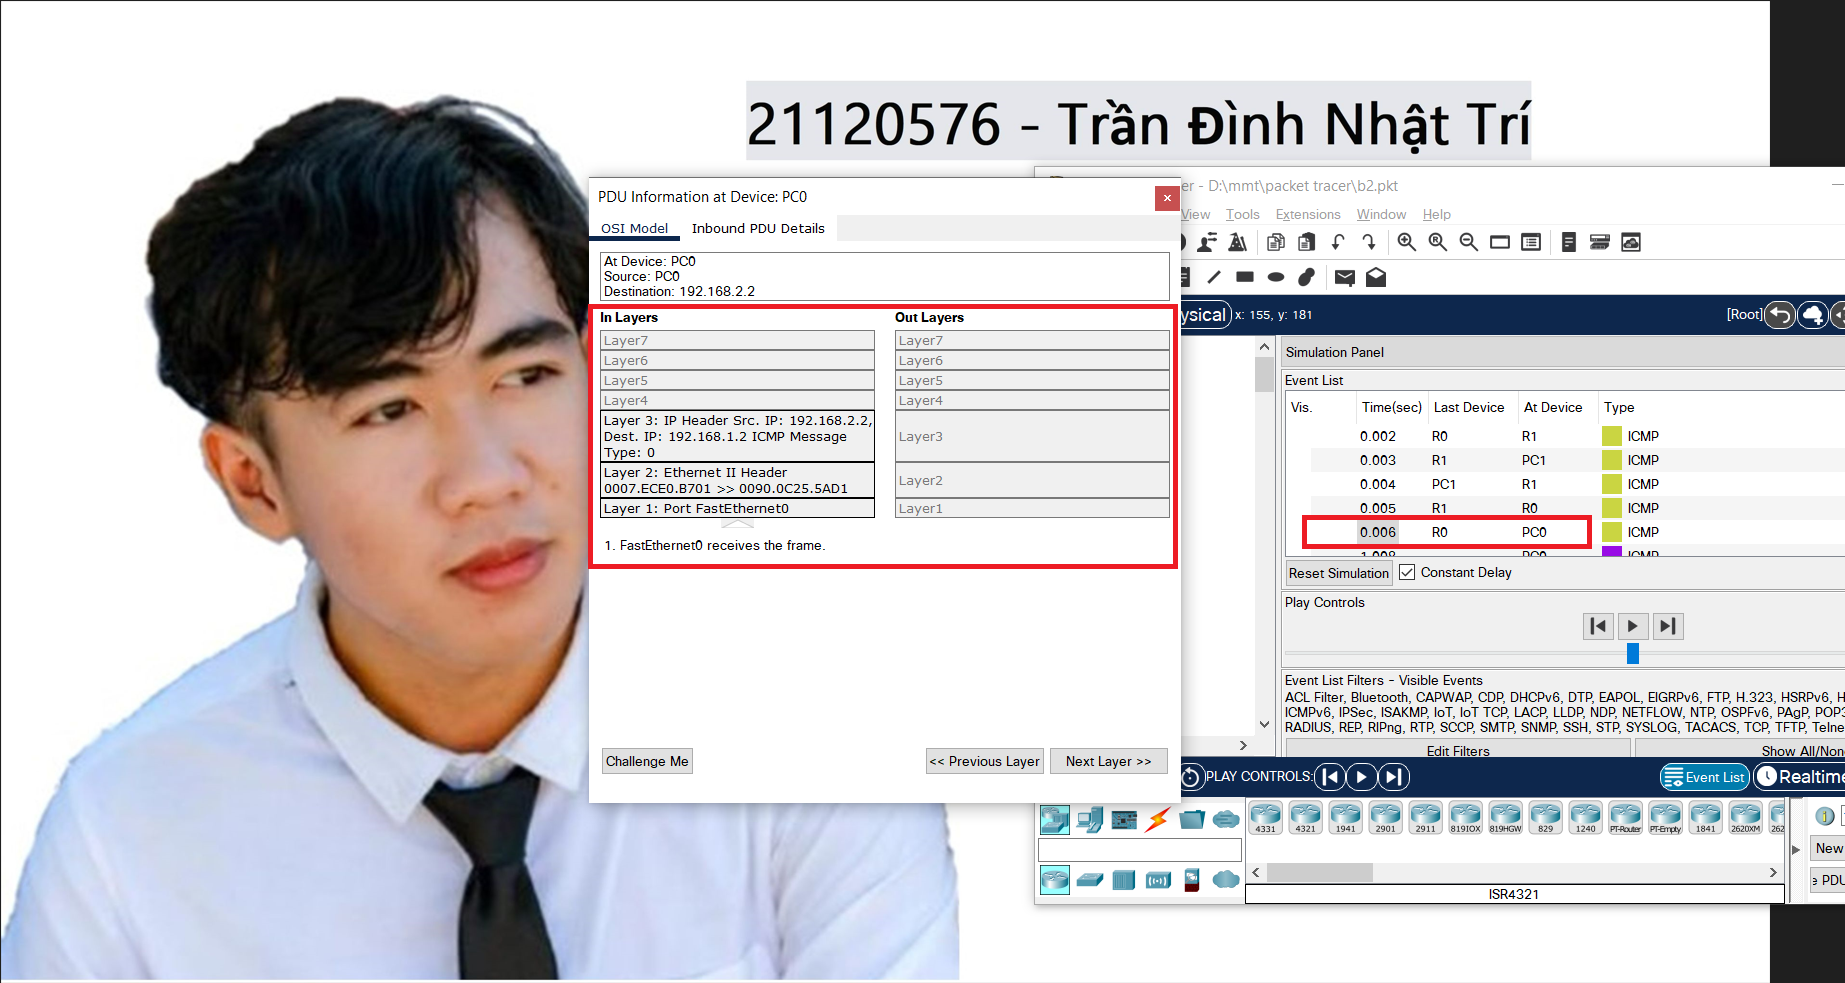 21120576 - Trần Đình Nhật Trí
er - D:\mmt\packet tracer\b2.pkt
View Tools Extensions Window Help
PDU Information at Device: PC0
OSI Model Inbound PDU Details
At Device: PC0
Source: PC0
Destination: 192.168.2.2
In Layers Out Layers
Layer7 Layer7
Layer6 Layer6
Layer5 Layer5
Layer4 Layer4
Layer 3: IP Header Src. IP: 192.168.2.2,
Dest. IP: 192.168.1.2 ICMP Message
Type: 0
Layer3
Layer 2: Ethernet II Header
0007.ECE0.B701 >> 0090.0C25.5AD1
Layer2
Layer 1: Port FastEthernet0 Layer1
1. FastEthernet0 receives the frame.
Challenge Me << Previous Layer Next Layer >>
ysical x: 155, y: 181 [Root]
Simulation Panel
Event List
Vis. Time(sec) Last Device At Device Type
0.002 R0 R1 ICMP
0.003 R1 PC1 ICMP
0.004 PC1 R1 ICMP
0.005 R1 R0 ICMP
0.006 R0 PC0 ICMP
1.008 PC0 ICMP
Reset Simulation Constant Delay
Play Controls
Event List Filters - Visible Events
ACL Filter, Bluetooth, CAPWAP, CDP, DHCPv6, DTP, EAPOL, EIGRPv6, FTP, H.323, HSRPv6, H
ICMPv6, IPSec, ISAKMP, IoT, IoT TCP, LACP, LLDP, NDP, NETFLOW, NTP, OSPFv6, PAgP, POP3
RADIUS, REP, RIPng, RTP, SCCP, SMTP, SNMP, SSH, STP, SYSLOG, TACACS, TCP, TFTP, Telne
Edit Filters Show All/Non
PLAY CONTROLS: Event List Realtime
4331 4321 1941 2901 2911 819IOX 819HGW 829 1240 PT-Router PT-Empty 1841 2620XM 262
1
New
e PDU
ISR4321